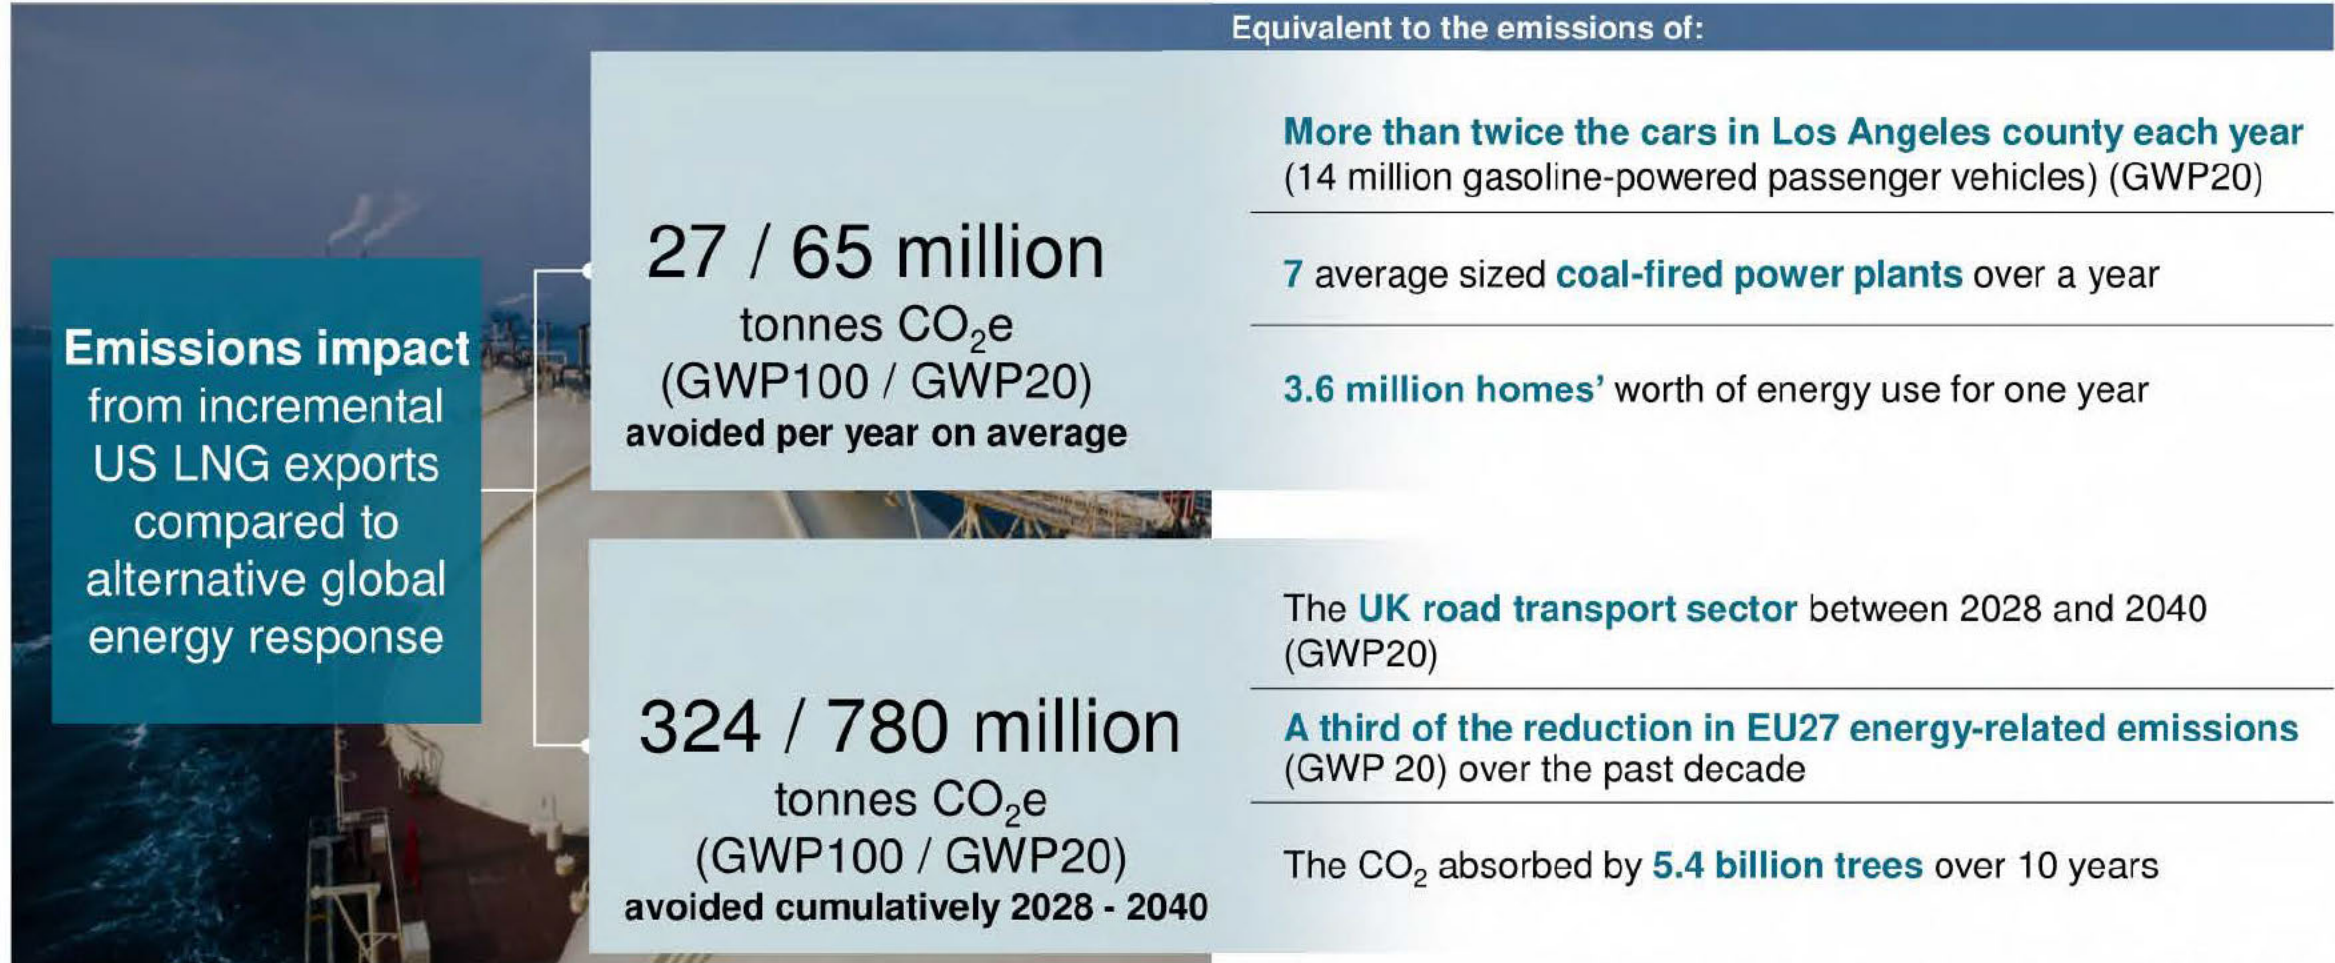 Equivalent to the emissions of:
Emissions impact
from incremental
US LNG exports
compared to
alternative global
energy response
27 / 65 million
tonnes CO₂e
(GWP100 / GWP20)
avoided per year on average
More than twice the cars in Los Angeles county each year
(14 million gasoline-powered passenger vehicles) (GWP20)
7 average sized coal-fired power plants over a year
3.6 million homes’ worth of energy use for one year
324 / 780 million
tonnes CO₂e
(GWP100 / GWP20)
avoided cumulatively 2028 - 2040
The UK road transport sector between 2028 and 2040
(GWP20)
A third of the reduction in EU27 energy-related emissions
(GWP 20) over the past decade
The CO₂ absorbed by 5.4 billion trees over 10 years